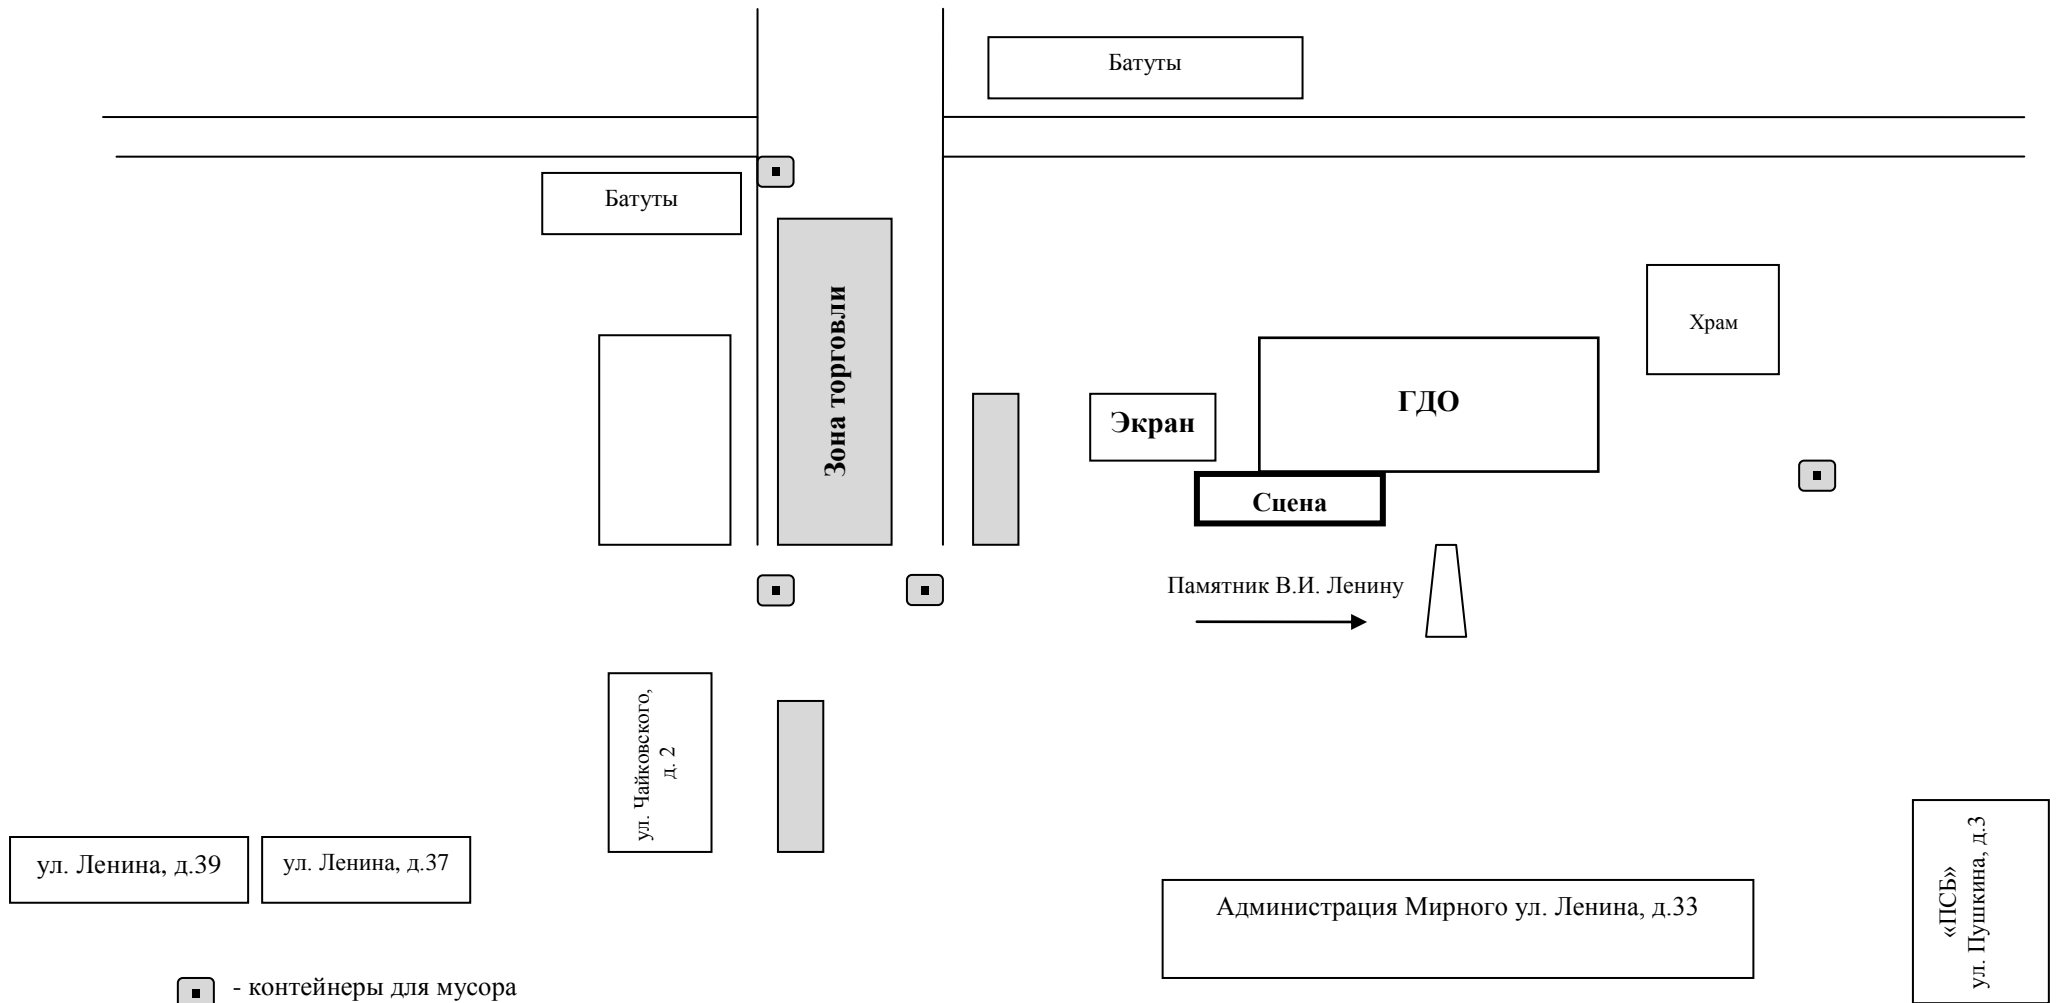 Батуты
Батуты
Зона торговли
Храм
ГДО
Экран
Сцена
Памятник В.И. Ленину
ул. Чайковского,
д. 2
ул. Ленина, д.39
ул. Ленина, д.37
Администрация Мирного ул. Ленина, д.33
«ПСБ»
ул. Пушкина, д.3
- контейнеры для мусора